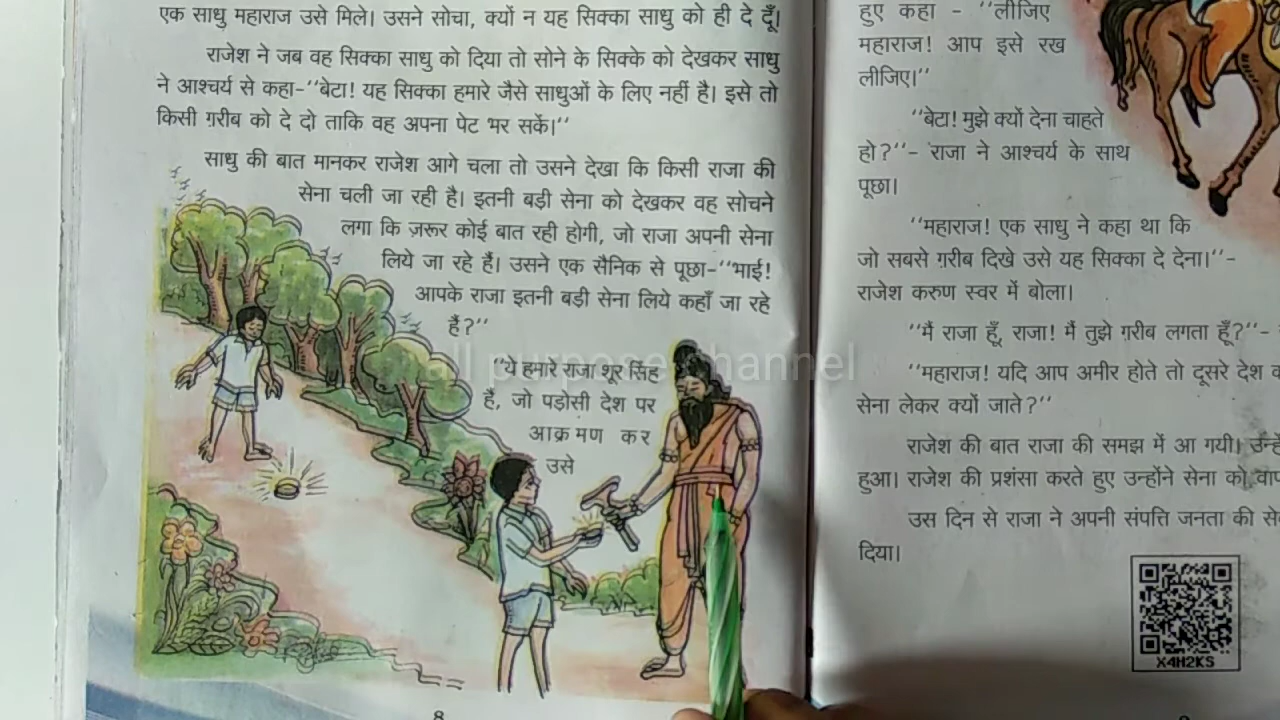 एक साधु महाराज उसे मिले। उसने सोचा, क्यों न यह सिक्का साधु को ही दे दूँ।
राजेश ने जब वह सिक्का साधु को दिया तो सोने के सिक्के को देखकर साधु
ने आश्चर्य से कहा-‘‘बेटा! यह सिक्का हमारे जैसे साधुओं के लिए नहीं है। इसे तो
किसी ग़रीब को दे दो ताकि वह अपना पेट भर सकें।’’
साधु की बात मानकर राजेश आगे चला तो उसने देखा कि किसी राजा की
सेना चली जा रही है। इतनी बड़ी सेना को देखकर वह सोचने
लगा कि ज़रूर कोई बात रही होगी, जो राजा अपनी सेना
लिये जा रहे हैं। उसने एक सैनिक से पूछा-‘‘भाई!
आपके राजा इतनी बड़ी सेना लिये कहाँ जा रहे
हैं?’’
‘‘ये हमारे राजा शूर सिंह
हैं, जो पड़ोसी देश पर
आक्रमण कर
उसे
8
हुए कहा - ‘‘लीजिए
महाराज! आप इसे रख
लीजिए।’’
‘‘बेटा! मुझे क्यों देना चाहते
हो?’’- राजा ने आश्चर्य के साथ
पूछा।
‘‘महाराज! एक साधु ने कहा था कि
जो सबसे ग़रीब दिखे उसे यह सिक्का दे देना।’’-
राजेश करुण स्वर में बोला।
‘‘मैं राजा हूँ, राजा! मैं तुझे ग़रीब लगता हूँ?’’-
‘‘महाराज! यदि आप अमीर होते तो दूसरे देश
सेना लेकर क्यों जाते?’’
राजेश की बात राजा की समझ में आ गयी।
हुआ। राजेश की प्रशंसा करते हुए उन्होंने सेना को
उस दिन से राजा ने अपनी संपत्ति जनता की
दिया।
X4H2KS
all purpose channel